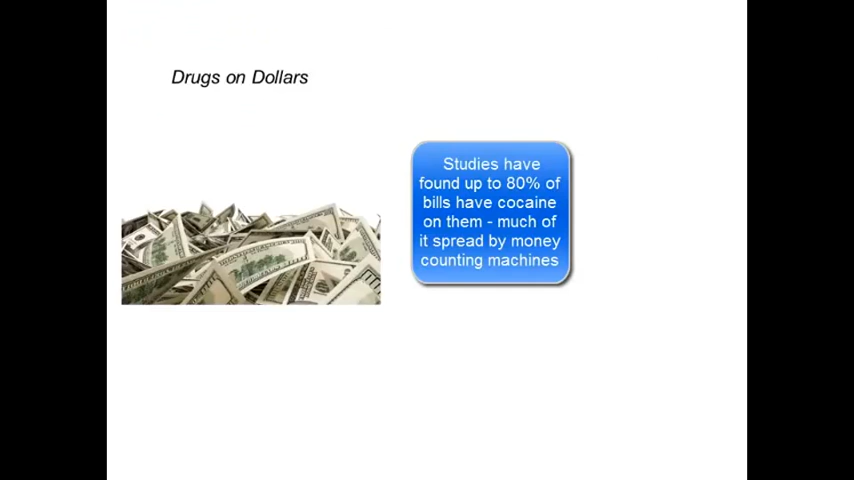 Drugs on Dollars
Studies have
found up to 80% of
bills have cocaine
on them - much of
it spread by money
counting machines